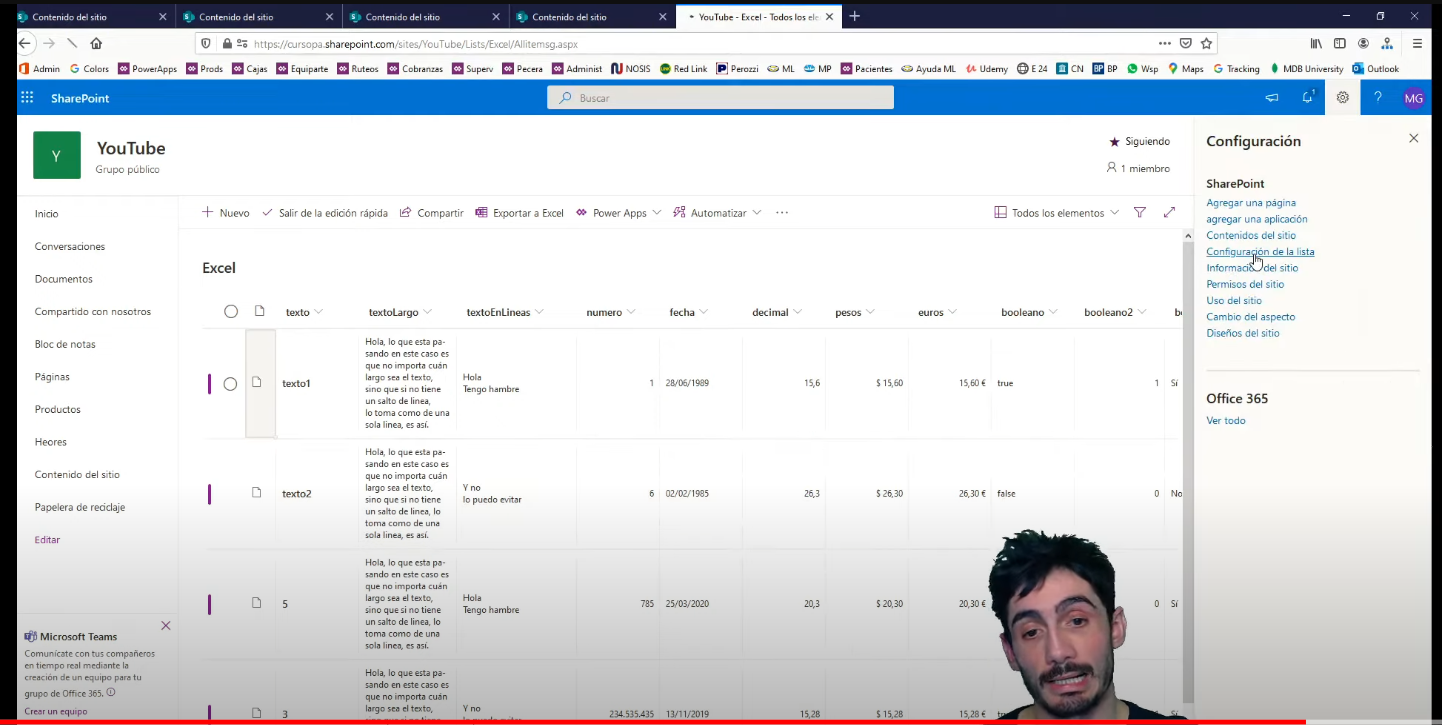 Contenido del sitio
Contenido del sitio
Contenido del sitio
Contenido del sitio
YouTube - Excel - Todos los ele
https://cursopa.sharepoint.com/sites/YouTube/Lists/Excel/AllItemsg.aspx
Admin Colors PowerApps Prods Cajas Equiparte Ruteos Cobranzas Superv Pecera Administ NOSIS Red Link Perozzi ML MP Pacientes Ayuda ML Udemy E 24 CN BP BP Wsp Maps Tracking MDB University Outlook
SharePoint
Buscar
1
?
MG
Y
YouTube
Grupo público
Siguiendo
1 miembro
Inicio
Conversaciones
Documentos
Compartido con nosotros
Bloc de notas
Páginas
Productos
Heores
Contenido del sitio
Papelera de reciclaje
Editar
Microsoft Teams
Comunícate con tus compañeros
en tiempo real mediante la
creación de un equipo para tu
grupo de Office 365.
Crear un equipo
Nuevo Salir de la edición rápida Compartir Exportar a Excel Power Apps Automatizar ... Todos los elementos
Excel
texto textoLargo textoEnLineas numero fecha decimal pesos euros booleano booleano2
texto1
Hola, lo que esta pa-
sando en este caso es
que no importa cuán
largo sea el texto,
sino que si no tiene
un salto de linea,
lo toma como de una
sola linea, es así.
Hola
Tengo hambre
1 28/06/1989 15,6 $ 15,60 15,60 € true 1 Sí
texto2
Hola, lo que esta pa-
sando en este caso es
que no importa cuán
largo sea el texto,
sino que si no tiene
un salto de linea, lo
toma como de una
sola linea, es así.
Y no
lo puedo evitar
6 02/02/1985 26,3 $ 26,30 26,30 € false 0 No
5
Hola, lo que esta pa-
sando en este caso es
que no importa cuán
largo sea el texto,
sino que si no tiene
un salto de linea, lo
toma como de una
sola linea, es así.
Hola
Tengo hambre
785 25/03/2020 20,3 $ 20,30 20,30 € 0 Sí
3
Hola, lo que esta pa-
sando en este caso es
que no importa cuán
largo sea el texto,
Y no
lo puedo evitar
234.535.435 13/11/2019 15,28 $ 15,28 15,28 €
Configuración
SharePoint
Agregar una página
agregar una aplicación
Contenidos del sitio
Configuración de la lista
Información del sitio
Permisos del sitio
Uso del sitio
Cambio del aspecto
Diseños del sitio
Office 365
Ver todo